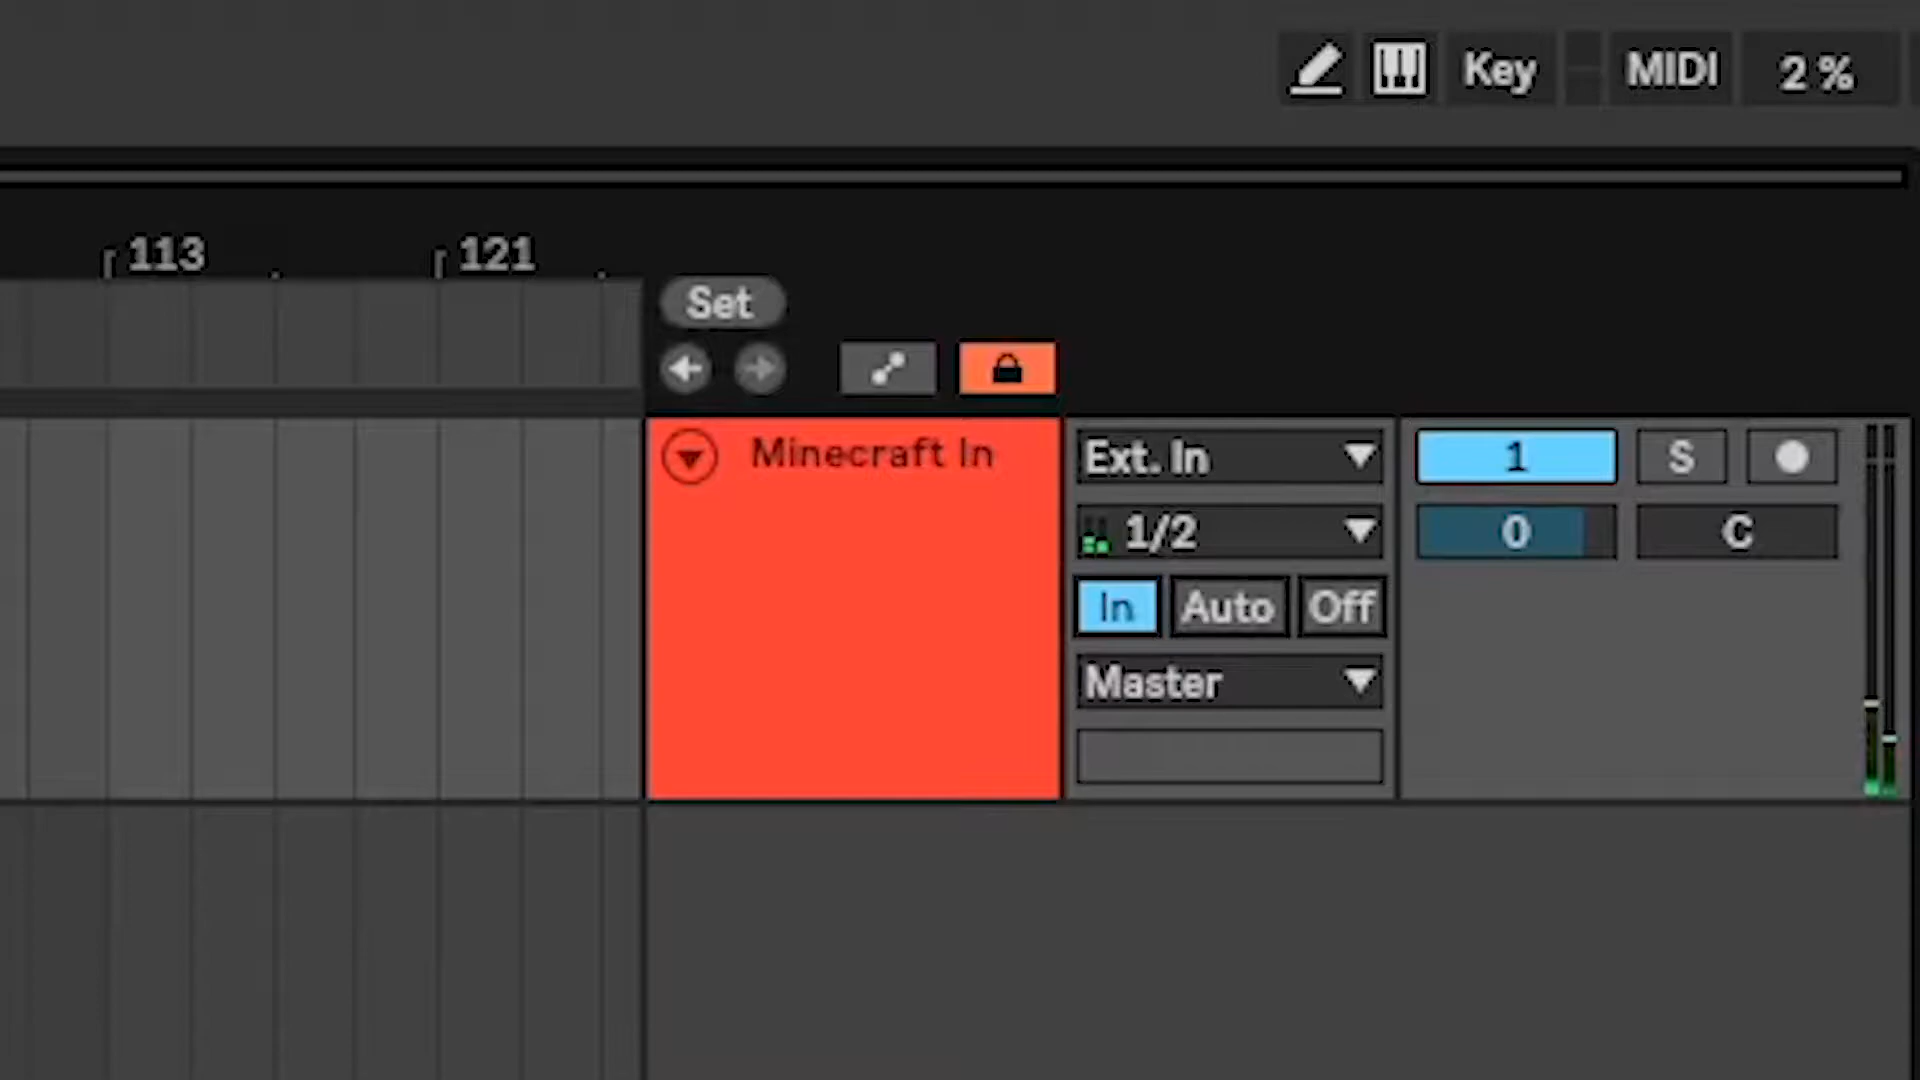 Key MIDI 2 %
113 121
Set
Minecraft In Ext. In 1 S
1/2 0 C
In Auto Off
Master